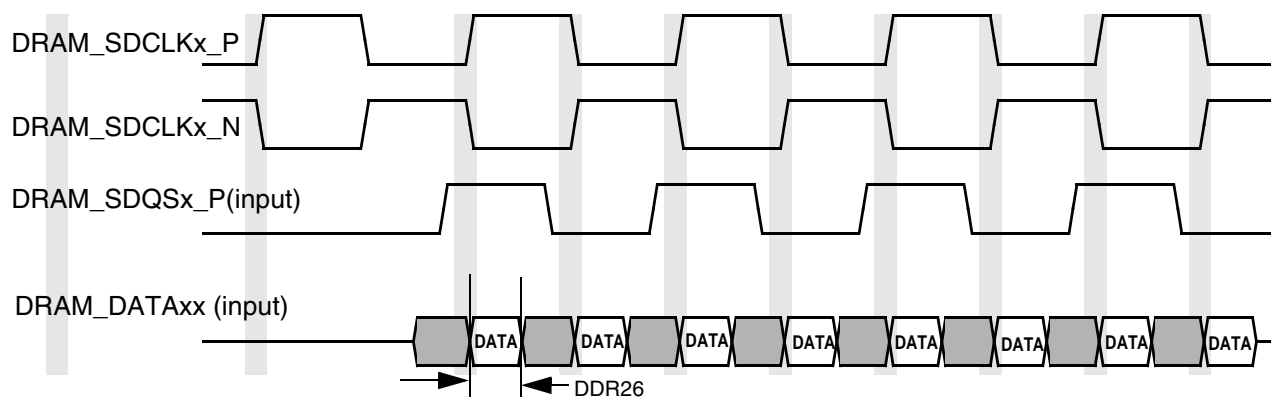 DRAM_SDCLKx_P
DRAM_SDCLKx_N
DRAM_SDQSx_P(input)
DRAM_DATAxx (input)
DATA DATA DATA DATA DATA DATA DATA DATA
DDR26